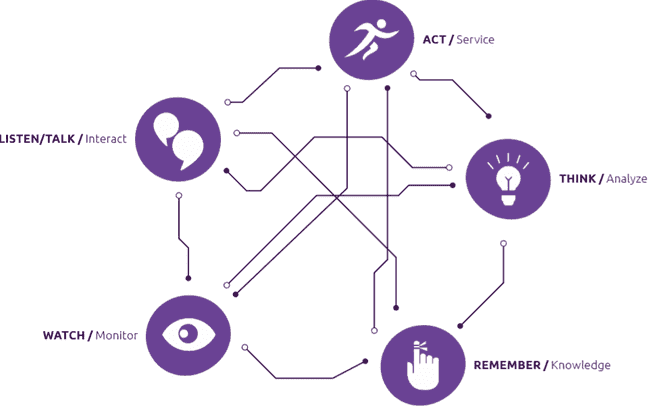 ACT / Service
LISTEN/TALK / Interact
THINK / Analyze
WATCH / Monitor
REMEMBER / Knowledge